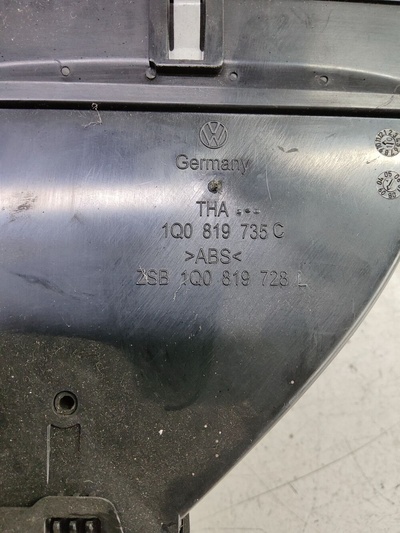 Germany
THA
1Q0 819 735 C
>ABS<
ZSB 1Q0 819 728 L